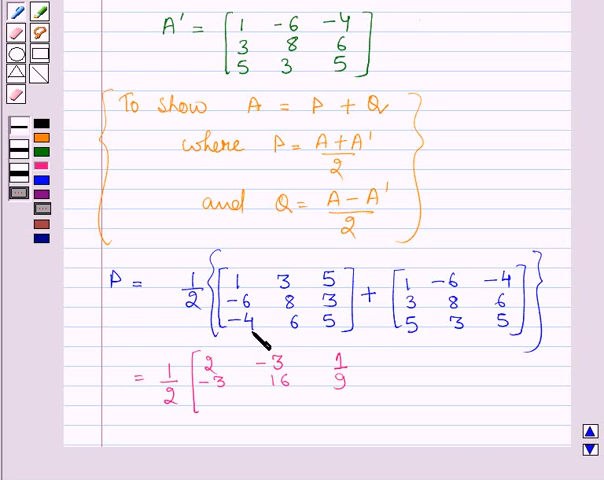 A' = [ 1 -6 -4
3 8 6
5 3 5 ]
{ To show A = P + Q
where P = A + A' / 2
and Q = A - A' / 2 }
P = 1/2 { [ 1 3 5 ] + [ 1 -6 -4 ] }
-6 8 3 3 8 6
-4 6 5 5 3 5
= 1/2 [ 2 -3 1
-3 16 9